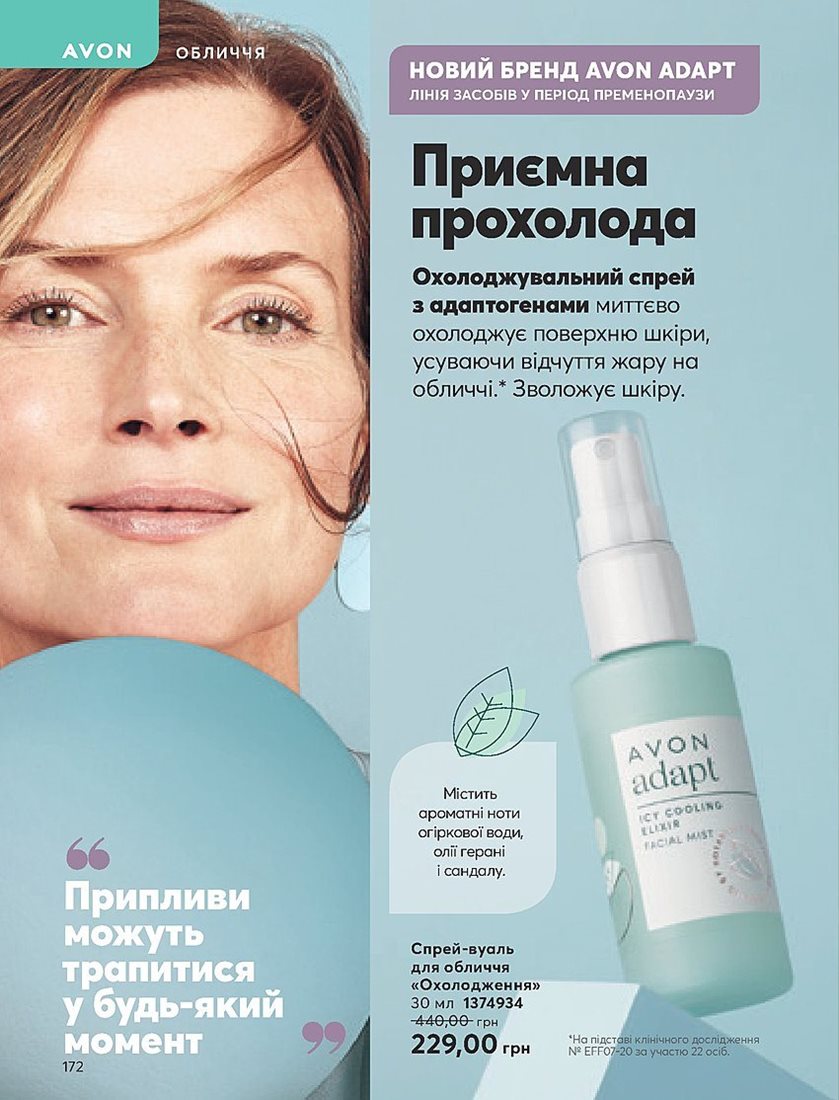 AVON
ОБЛИЧЧЯ
НОВИЙ БРЕНД AVON ADAPT
ЛІНІЯ ЗАСОБІВ У ПЕРІОД ПРЕМЕНОПАУЗИ
Приємна
прохолода
Охолоджувальний спрей
з адаптогенами миттєво
охолоджує поверхню шкіри,
усуваючи відчуття жару на
обличчі.* Зволожує шкіру.
AVON
adapt
ICY COOLING
ELIXIR
FACIAL MIST
Містить
ароматні ноти
огіркової води,
олії герані
і сандалу.
❝
Припливи
можуть
трапитися
у будь-який
момент
❞
172
Спрей-вуаль
для обличчя
«Охолодження»
30 мл 1374934
440,00 грн
229,00 грн
*На підставі клінічного дослідження
№ EFF07-20 за участю 22 осіб.